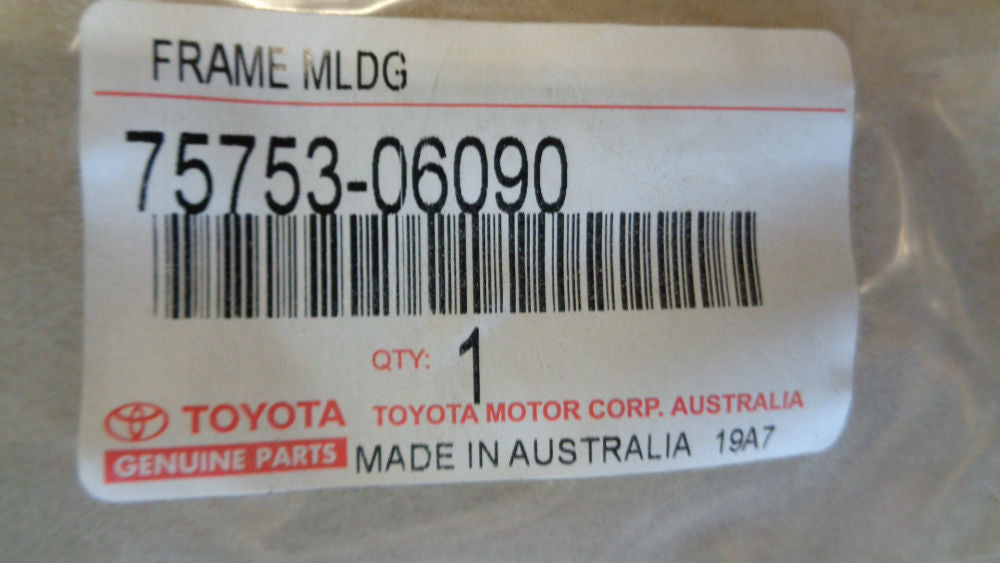 FRAME MLDG
75753-06090
QTY: 1
TOYOTA
GENUINE PARTS
TOYOTA MOTOR CORP. AUSTRALIA
MADE IN AUSTRALIA 19A7